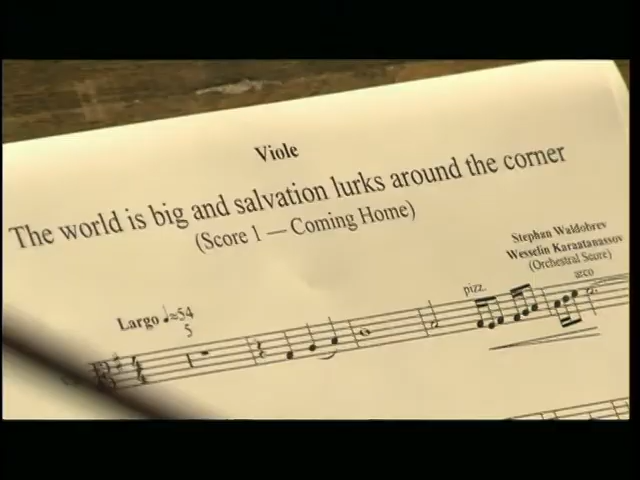 Viole
The world is big and salvation lurks around the corner
(Score 1 — Coming Home)
Stephan Waldobrev
Wesselin Karaatanassov
(Orchestral Score)
Largo ♩≈54
5
pizz.
arco